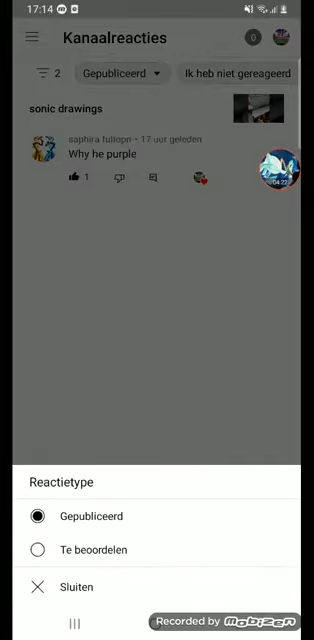 17:14
Kanaalreacties
0
2
Gepubliceerd
Ik heb niet gereageerd
sonic drawings
saphira fullopn • 17 uur geleden
Why he purple
1
04:22
Reactietype
Gepubliceerd
Te beoordelen
Sluiten
Recorded by mobizen